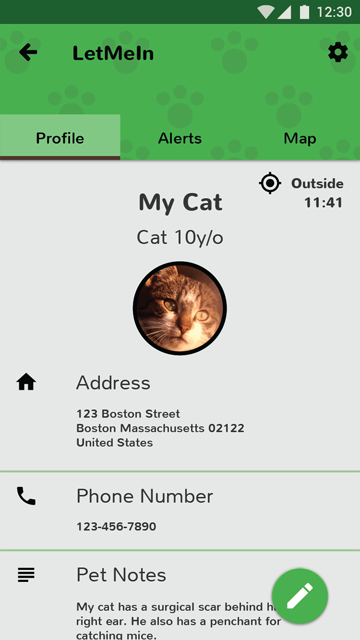 12:30
LetMeIn
Profile Alerts Map
Outside
11:41
My Cat
Cat 10y/o
Address
123 Boston Street
Boston Massachusetts 02122
United States
Phone Number
123-456-7890
Pet Notes
My cat has a surgical scar behind
right ear. He also has a penchant for
catching mice.